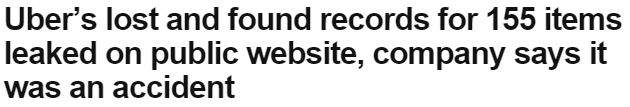 Uber’s lost and found records for 155 items
leaked on public website, company says it
was an accident